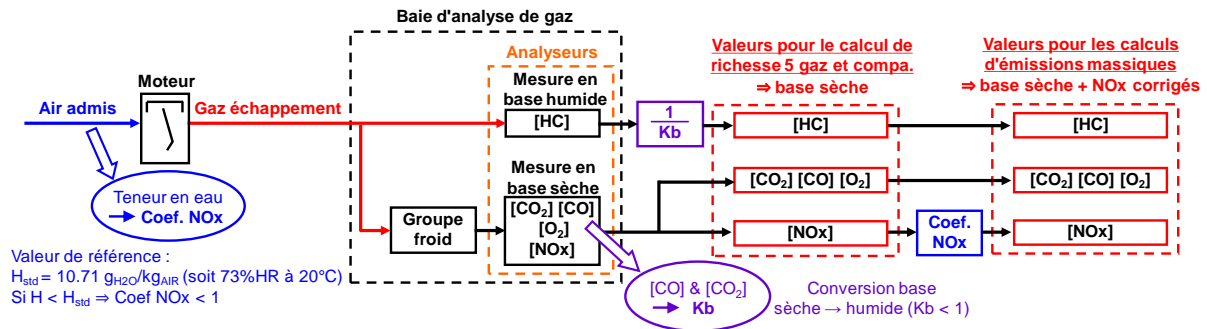 Baie d'analyse de gaz
Analyseurs
Moteur
Air admis
Gaz échappement
Mesure en
base humide
[HC]
1
Kb
Valeurs pour le calcul de
richesse 5 gaz et compa.
⇒ base sèche
[HC]
Valeurs pour les calculs
d'émissions massiques
⇒ base sèche + NOx corrigés
[HC]
Teneur en eau
→ Coef. NOx
Groupe
froid
Mesure en
base sèche
[CO₂] [CO]
[O₂]
[NOx]
[CO₂] [CO] [O₂]
[CO₂] [CO] [O₂]
[NOx]
Coef.
NOx
[NOx]
Valeur de référence :
H_std = 10.71 g_H2O/kg_AIR (soit 73%HR à 20°C)
Si H < H_std ⇒ Coef NOx < 1
[CO] & [CO₂]
→ Kb
Conversion base
sèche → humide (Kb < 1)